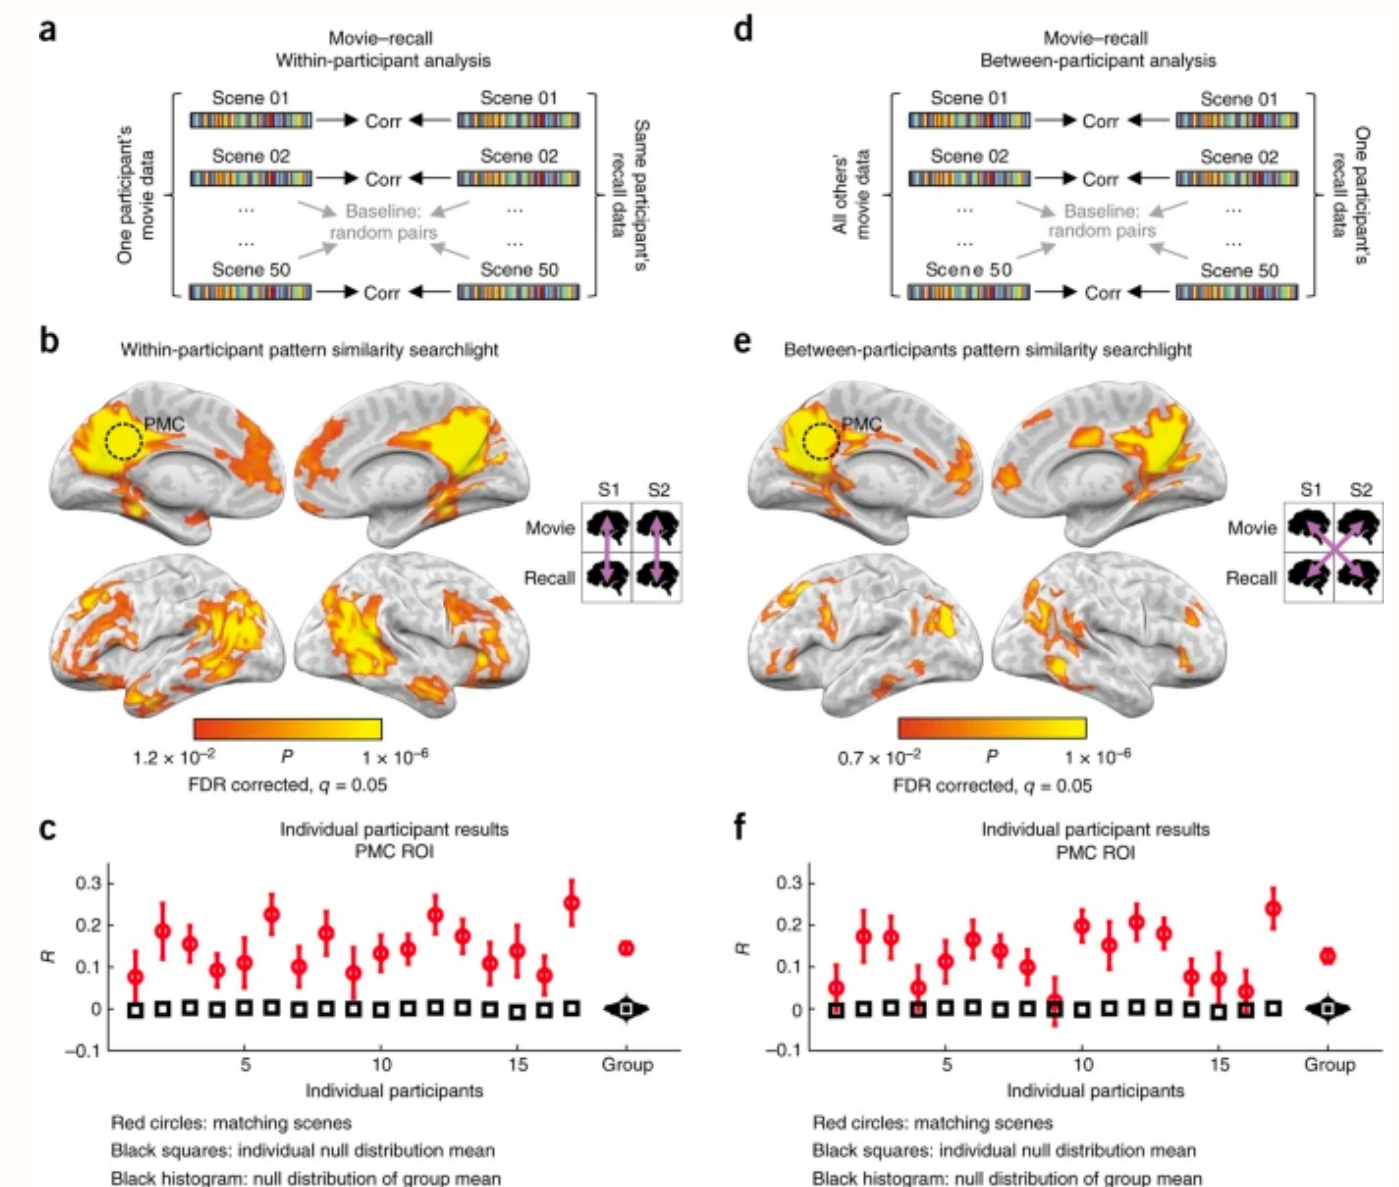 a
Movie–recall
Within-participant analysis
One participant's
movie data
Scene 01
Corr
Scene 01
Scene 02
Corr
Scene 02
...
Baseline:
random pairs
...
...
...
Scene 50
Corr
Scene 50
Same participant's
recall data
b
Within-participant pattern similarity searchlight
PMC
S1 S2
Movie
Recall
1.2 × 10–2 P 1 × 10–6
FDR corrected, q = 0.05
c
Individual participant results
PMC ROI
R
0.3
0.2
0.1
0
–0.1
5 10 15 Group
Individual participants
Red circles: matching scenes
Black squares: individual null distribution mean
Black histogram: null distribution of group mean
d
Movie–recall
Between-participant analysis
All others'
movie data
Scene 01
Corr
Scene 01
Scene 02
Corr
Scene 02
...
Baseline:
random pairs
...
...
...
Scene 50
Corr
Scene 50
One participant's
recall data
e
Between-participants pattern similarity searchlight
PMC
S1 S2
Movie
Recall
0.7 × 10–2 P 1 × 10–6
FDR corrected, q = 0.05
f
Individual participant results
PMC ROI
R
0.3
0.2
0.1
0
–0.1
5 10 15 Group
Individual participants
Red circles: matching scenes
Black squares: individual null distribution mean
Black histogram: null distribution of group mean